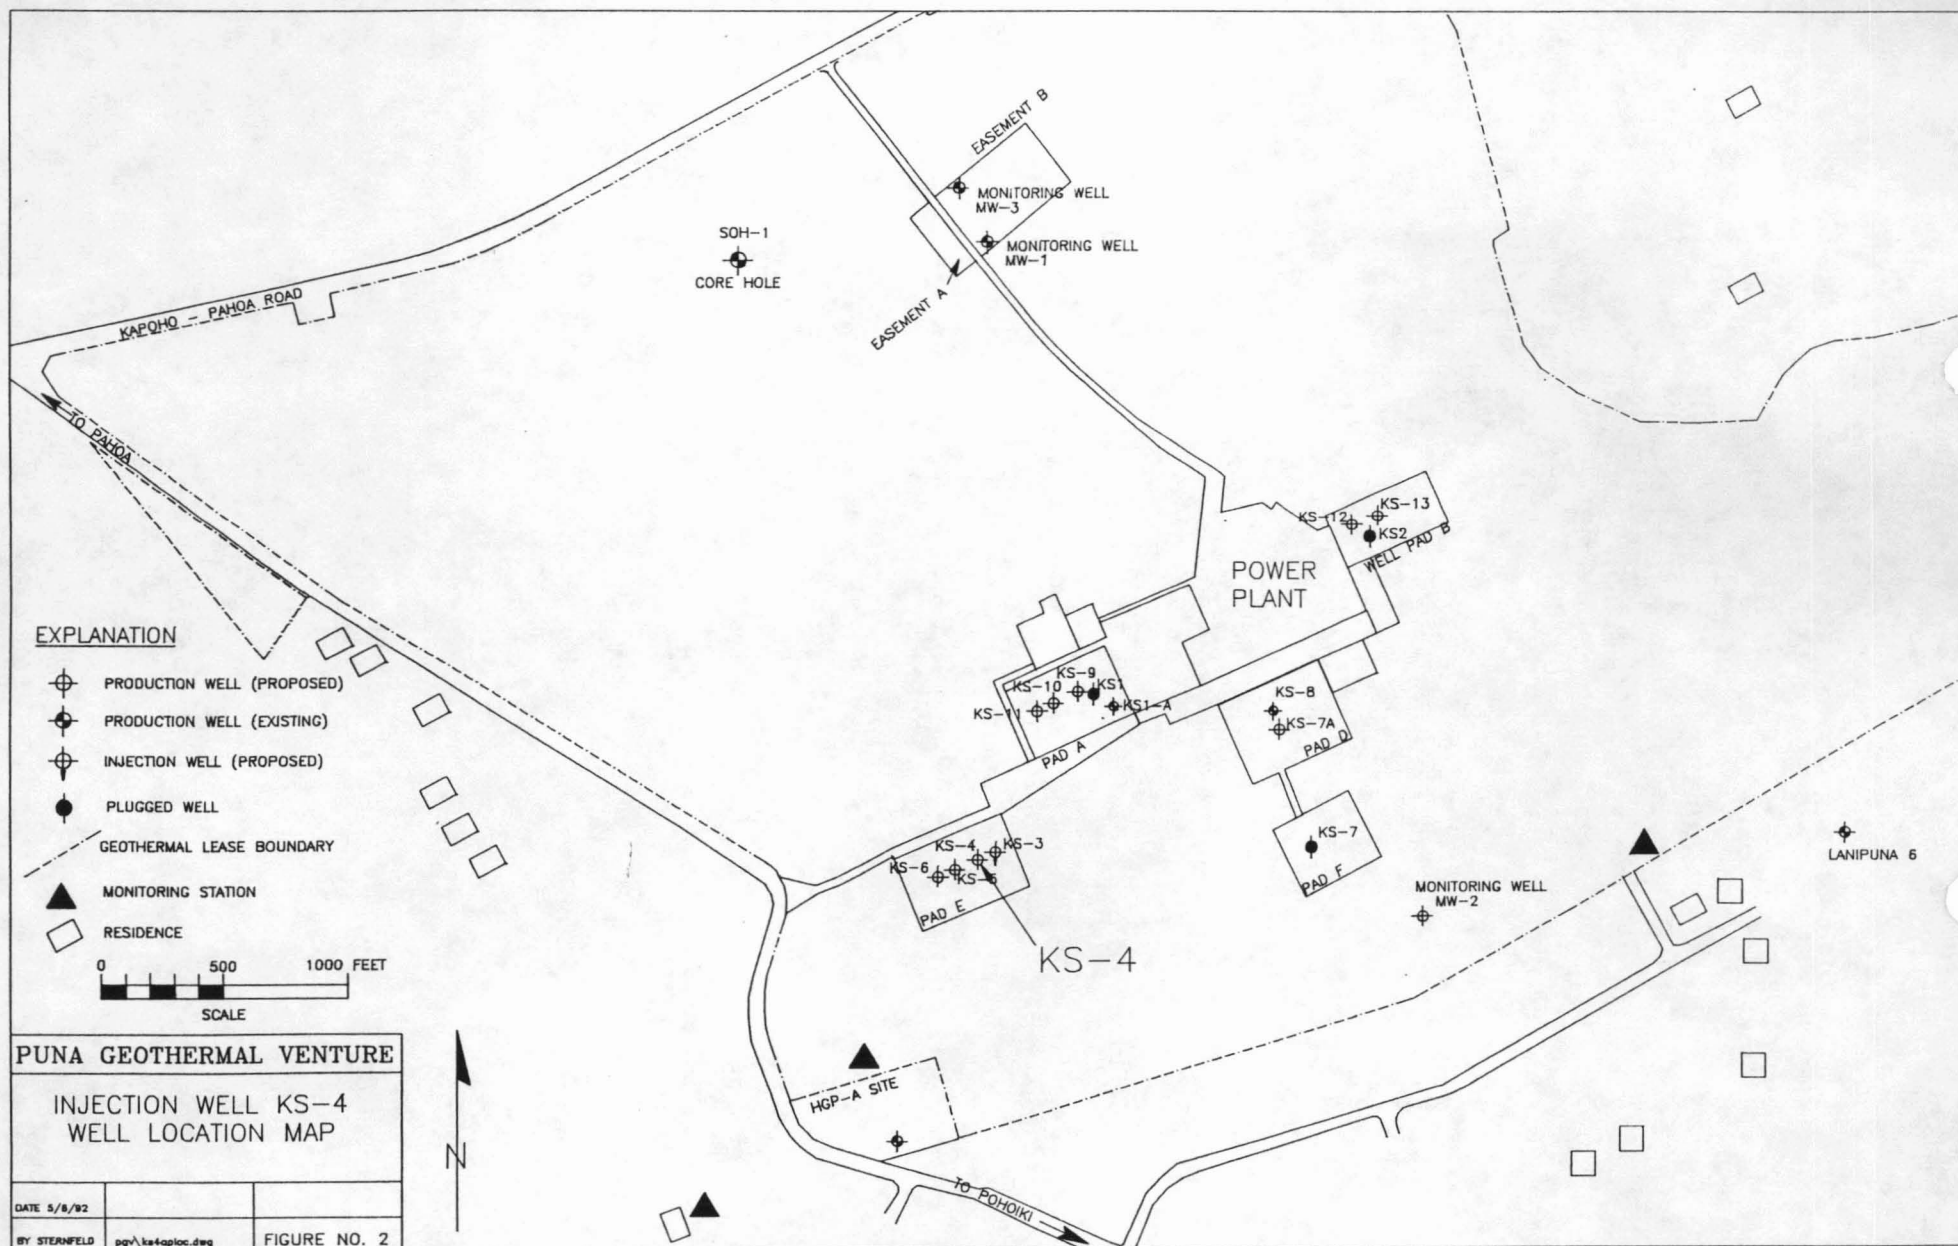 EASEMENT B
MONITORING WELL
MW-3
SOH-1
MONITORING WELL
MW-1
CORE HOLE
KAPOHO - PAHOA ROAD
EASEMENT A
TO PAHOA
KS-12
KS-13
KS2
WELL PAD B
POWER
PLANT
EXPLANATION
PRODUCTION WELL (PROPOSED)
PRODUCTION WELL (EXISTING)
INJECTION WELL (PROPOSED)
PLUGGED WELL
GEOTHERMAL LEASE BOUNDARY
MONITORING STATION
RESIDENCE
0 500 1000 FEET
SCALE
KS-9
KS-10
KS1
KS-11
KS1-A
PAD A
KS-8
KS-7A
PAD D
KS-7
PAD F
KS-4
KS-3
KS-6
KS-5
PAD E
KS-4
MONITORING WELL
MW-2
LANIPUNA 6
HGP-A SITE
TO POHOIKI
N
PUNA GEOTHERMAL VENTURE
INJECTION WELL KS-4
WELL LOCATION MAP
DATE 5/6/92
BY STERNFELD
pgv\ks4aploc.dwg
FIGURE NO. 2